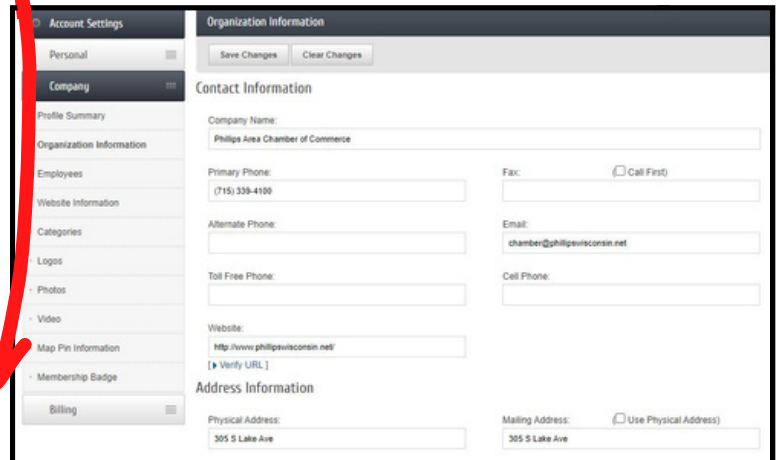 Account Settings
Personal
Company
Profile Summary
Organization Information
Employees
Website Information
Categories
Logos
Photos
Video
Map Pin Information
Membership Badge
Billing
Organization Information
Save Changes Clear Changes
Contact Information
Company Name:
Phillips Area Chamber of Commerce
Primary Phone: Fax: Call First)
(715) 339-4100
Alternate Phone: Email:
chamber@phillipswisconsin.net
Toll Free Phone: Cell Phone:
Website:
http://www.phillipswisconsin.net/
[ Verify URL ]
Address Information
Physical Address: Mailing Address: Use Physical Address)
305 S Lake Ave 305 S Lake Ave